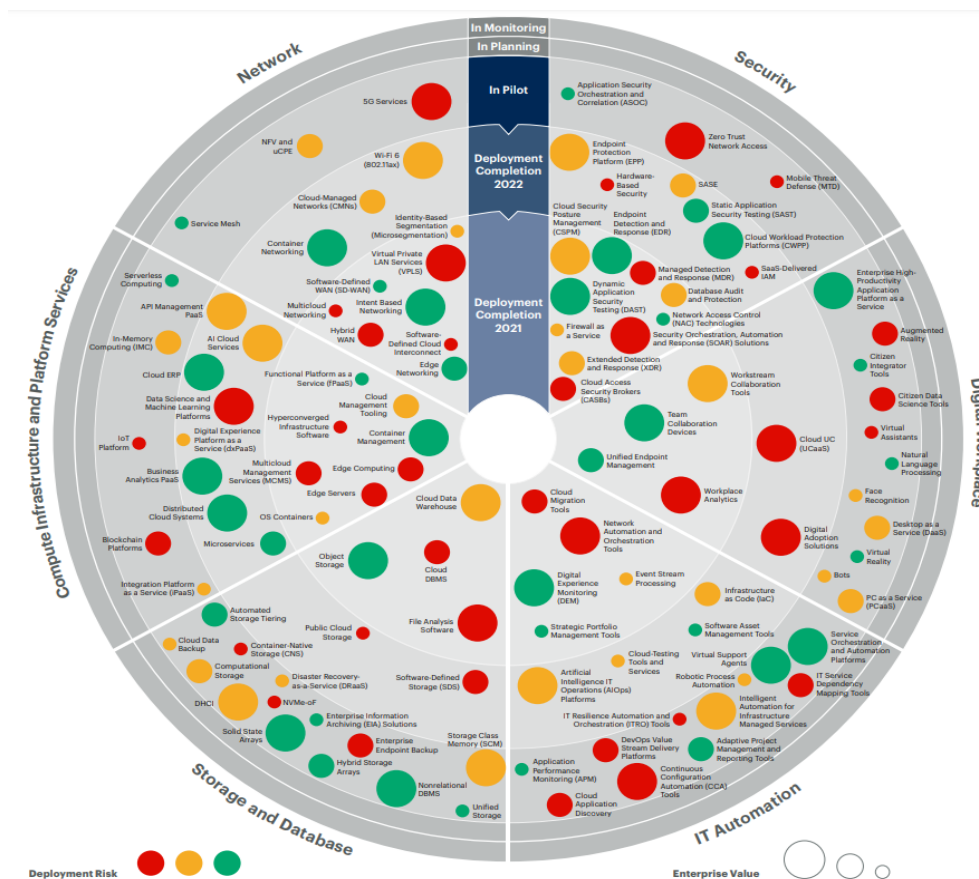 In Monitoring
In Planning
In Pilot
Deployment
Completion
2022
Deployment
Completion
2021
Network
5G Services
NFV and
uCPE
Wi-Fi 6
(802.11ax)
Cloud-Managed
Networks (CMNs)
Identity-Based
Segmentation
(Microsegmentation)
Service Mesh
Container
Networking
Virtual Private
LAN Services
(VPLS)
Software-Defined
WAN (SD-WAN)
Multicloud
Networking
Intent Based
Networking
Hybrid
WAN
Software-
Defined Cloud
Interconnect
Edge
Networking
Security
Application Security
Orchestration and
Correlation (ASOC)
Endpoint
Protection
Platform (EPP)
Zero Trust
Network Access
Hardware-
Based
Security
SASE
Mobile Threat
Defense (MTD)
Static Application
Security Testing (SAST)
Cloud Security
Posture
Management
(CSPM)
Endpoint
Detection and
Response (EDR)
Cloud Workload Protection
Platforms (CWPP)
Managed Detection
and Response (MDR)
SaaS-Delivered
IAM
Dynamic
Application
Security
Testing (DAST)
Database Audit
and Protection
Network Access Control
(NAC) Technologies
Firewall as
a Service
Security Orchestration, Automation
and Response (SOAR) Solutions
Extended Detection
and Response (XDR)
Cloud Access
Security Brokers
(CASBs)
Compute Infrastructure and Platform Services
Serverless
Computing
API Management
PaaS
In-Memory
Computing (IMC)
AI Cloud
Services
Cloud ERP
Functional Platform as a
Service (FPaaS)
Data Science and
Machine Learning
Platforms
Cloud
Management
Tooling
Hyperconverged
Infrastructure
Software
IoT
Platform
Digital Experience
Platform as a
Service (dxPaaS)
Container
Management
Business
Analytics PaaS
Multicloud
Management
Services (MCMS)
Edge Computing
Edge Servers
Distributed
Cloud Systems
OS Containers
Blockchain
Platforms
Microservices
Integration Platform
as a Service (iPaaS)
Digital Workplace
Enterprise High-
Productivity
Application
Platform as a
Service
Augmented
Reality
Citizen
Integrator
Tools
Workstream
Collaboration
Tools
Citizen Data
Science Tools
Team
Collaboration
Devices
Cloud UC
(UCaaS)
Virtual
Assistants
Unified Endpoint
Management
Natural
Language
Processing
Workplace
Analytics
Face
Recognition
Digital
Adoption
Solutions
Desktop as a
Service (DaaS)
Virtual
Reality
Bots
PC as a Service
(PCaaS)
Storage and Database
Cloud Data
Warehouse
Object
Storage
Cloud
DBMS
Automated
Storage Tiering
File Analysis
Software
Public Cloud
Storage
Cloud Data
Backup
Container-Native
Storage (CNS)
Computational
Storage
Disaster Recovery-
as-a-Service (DRaaS)
Software-Defined
Storage (SDS)
DHCI
NVMe-oF
Enterprise Information
Archiving (EIA) Solutions
Solid State
Arrays
Enterprise
Endpoint Backup
Storage Class
Memory (SCM)
Hybrid Storage
Arrays
Nonrelational
DBMS
Unified
Storage
IT Automation
Cloud
Migration
Tools
Network
Automation and
Orchestration
Tools
Digital
Experience
Monitoring
(DEM)
Event Stream
Processing
Infrastructure
as Code (IaC)
Strategic Portfolio
Management Tools
Software Asset
Management Tools
Service
Orchestration
and Automation
Platforms
Cloud-Testing
Tools and
Services
Virtual Support
Agents
Artificial
Intelligence IT
Operations (AIOps)
Platforms
Robotic Process
Automation
IT Service
Dependency
Mapping Tools
IT Resilience Automation and
Orchestration (ITRO) Tools
Intelligent
Automation for
Infrastructure
Managed Services
DevOps Value
Stream Delivery
Platforms
Adaptive Project
Management and
Reporting Tools
Application
Performance
Monitoring (APM)
Continuous
Configuration
Automation (CCA)
Tools
Cloud
Application
Discovery
Deployment Risk
Enterprise Value